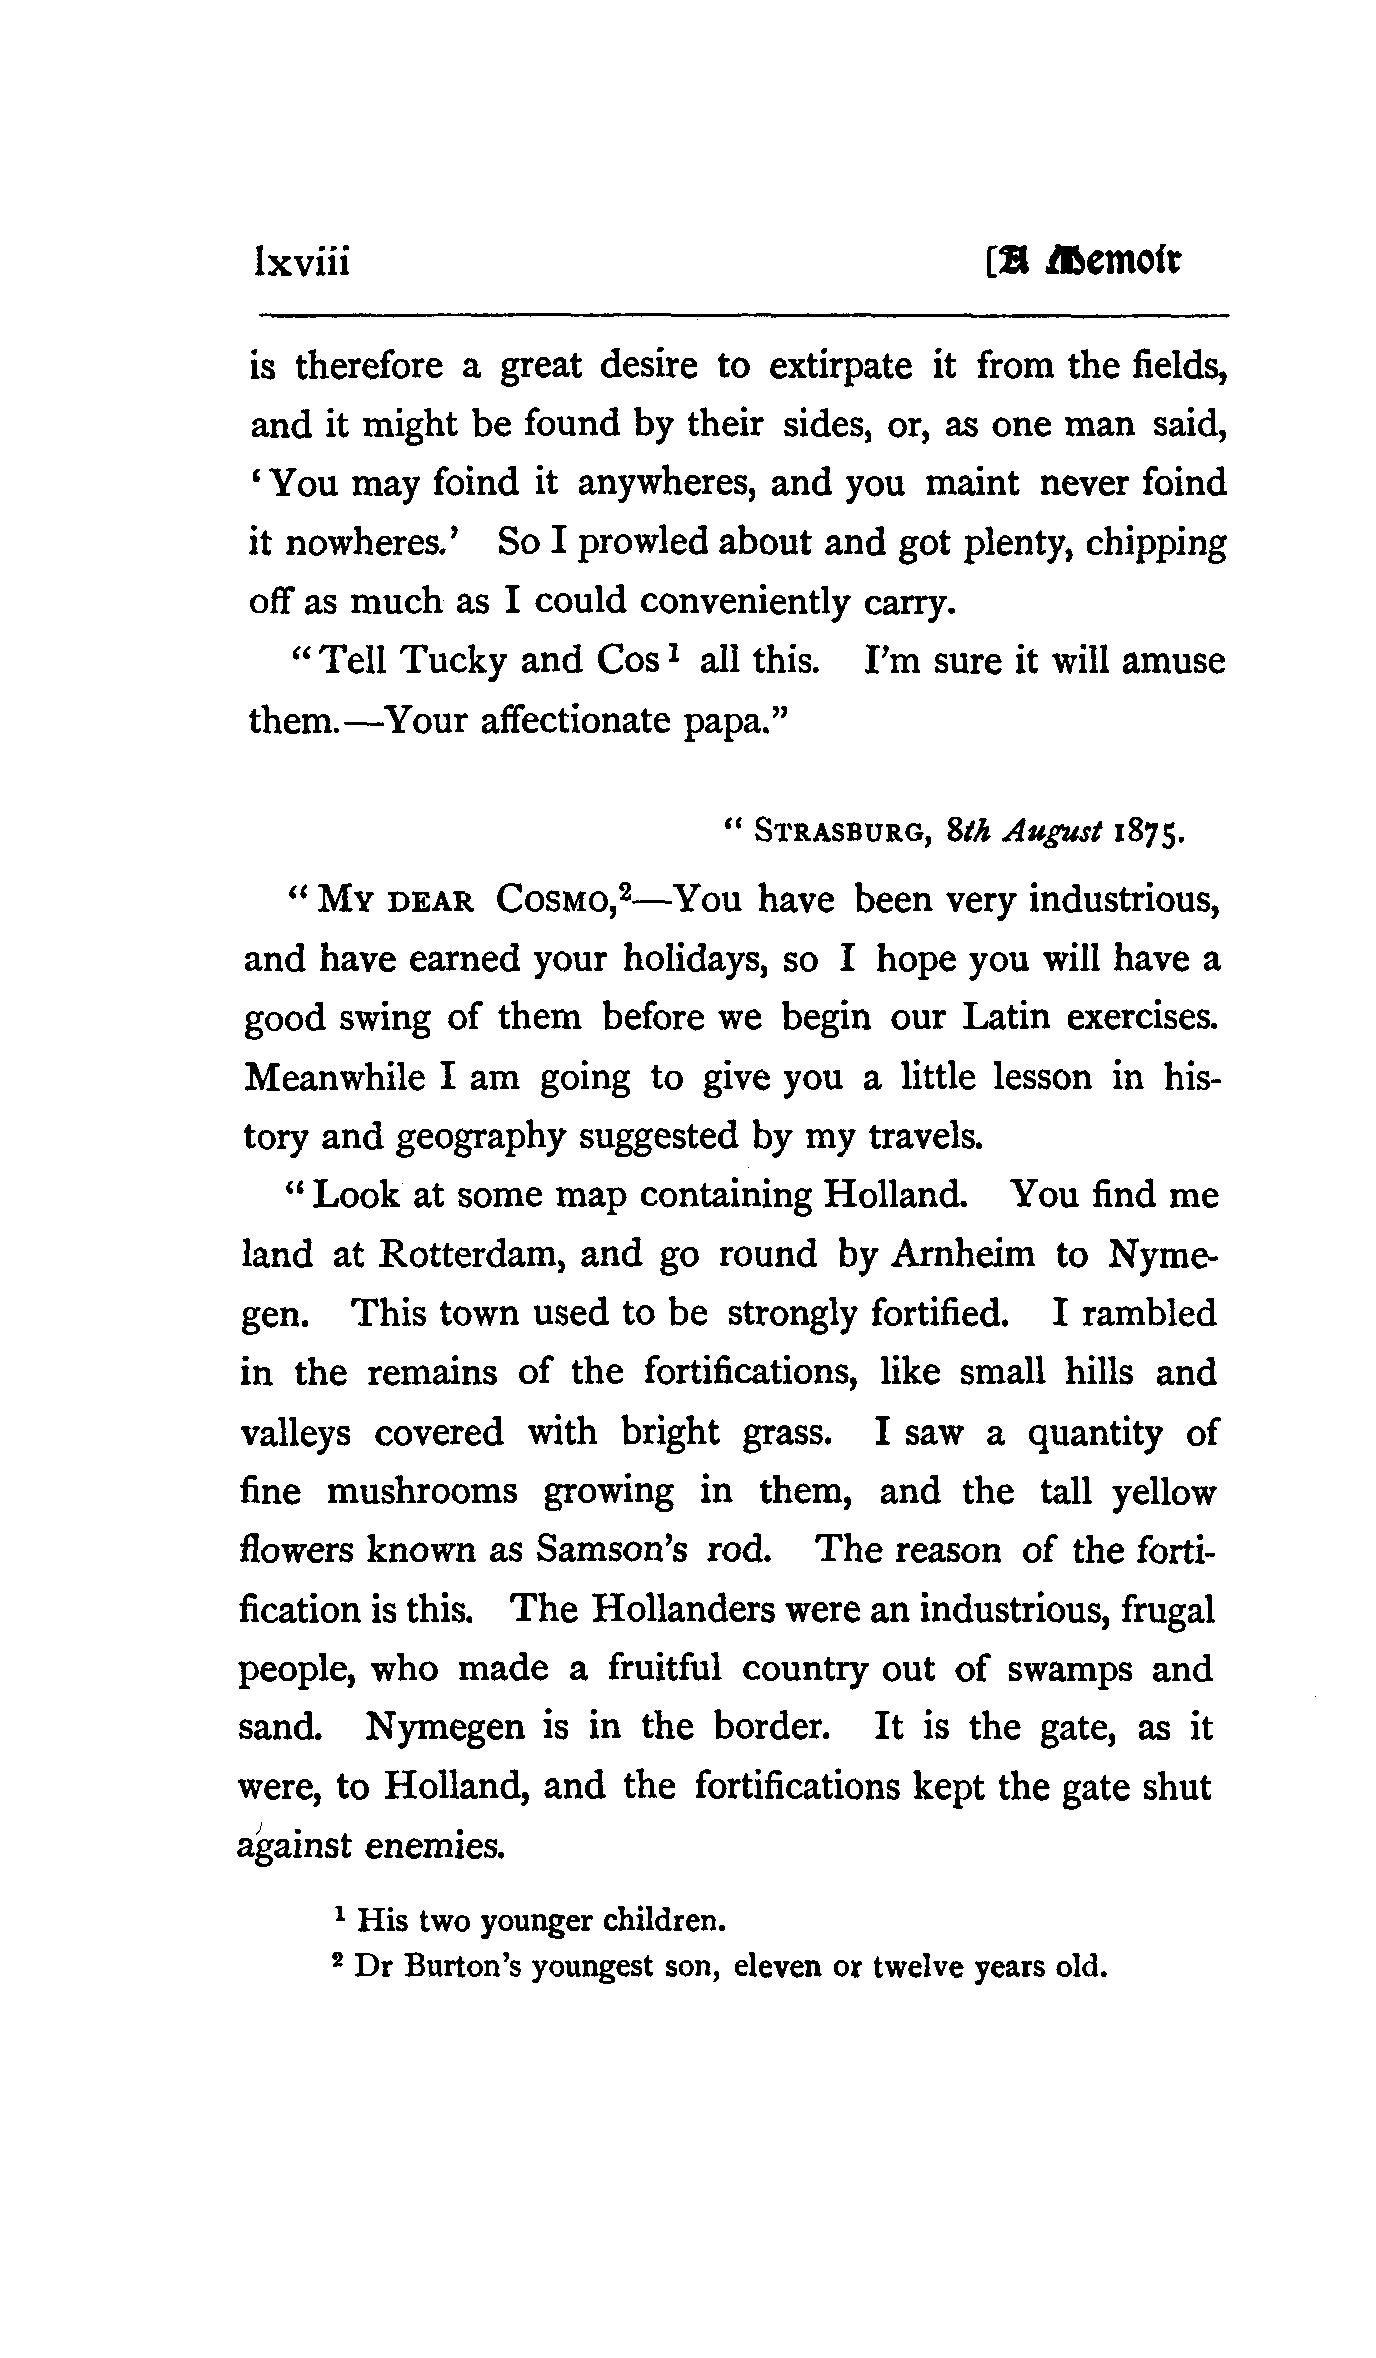 lxviii [A Memoir
is therefore a great desire to extirpate it from the fields,
and it might be found by their sides, or, as one man said,
‘You may foind it anywheres, and you maint never foind
it nowheres.’ So I prowled about and got plenty, chipping
off as much as I could conveniently carry.
“Tell Tucky and Cos¹ all this. I’m sure it will amuse
them.—Your affectionate papa.”
“STRASBURG, 8th August 1875.
“MY DEAR COSMO,²—You have been very industrious,
and have earned your holidays, so I hope you will have a
good swing of them before we begin our Latin exercises.
Meanwhile I am going to give you a little lesson in his-
tory and geography suggested by my travels.
“Look at some map containing Holland. You find me
land at Rotterdam, and go round by Arnheim to Nyme-
gen. This town used to be strongly fortified. I rambled
in the remains of the fortifications, like small hills and
valleys covered with bright grass. I saw a quantity of
fine mushrooms growing in them, and the tall yellow
flowers known as Samson’s rod. The reason of the forti-
fication is this. The Hollanders were an industrious, frugal
people, who made a fruitful country out of swamps and
sand. Nymegen is in the border. It is the gate, as it
were, to Holland, and the fortifications kept the gate shut
against enemies.
¹ His two younger children.
² Dr Burton’s youngest son, eleven or twelve years old.